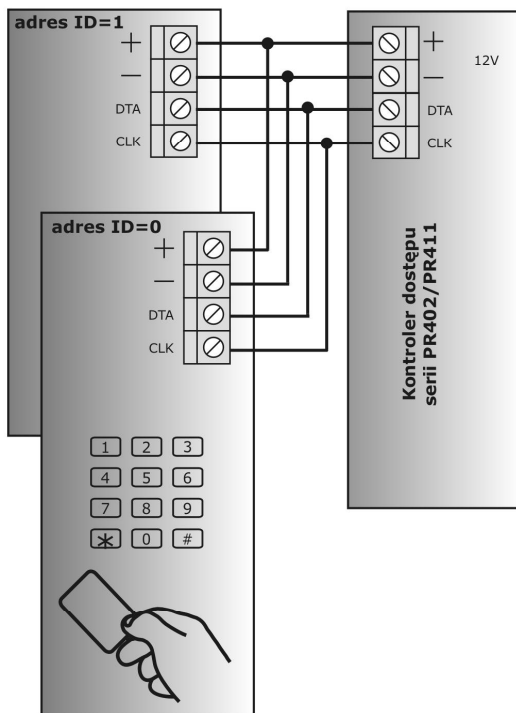 adres ID=1
+
—
DTA
CLK
+
—
DTA
CLK
12V
Kontroler dostępu
serii PR402/PR411
adres ID=0
+
—
DTA
CLK
1 2 3
4 5 6
7 8 9
* 0 #